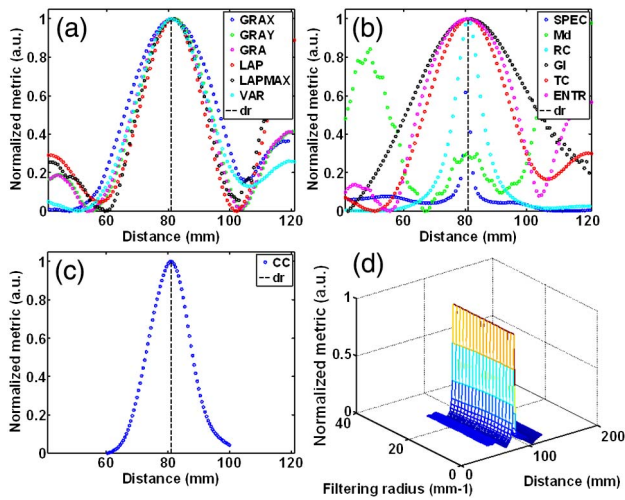 (a)
GRAX
GRAY
GRA
LAP
LAPMAX
VAR
dr
Normalized metric (a.u.)
1
0.8
0.6
0.4
0.2
0
60 80 100 120
Distance (mm)
(b)
SPEC
Md
RC
GI
TC
ENTR
dr
Normalized metric (a.u.)
1
0.8
0.6
0.4
0.2
0
60 80 100 120
Distance (mm)
(c)
CC
dr
Normalized metric (a.u.)
1
0.8
0.6
0.4
0.2
0
60 80 100 120
Distance (mm)
(d)
Normalized metric (a.u.)
1
0.5
0
40
20
0
0
100
200
Filtering radius (mm-1)
Distance (mm)